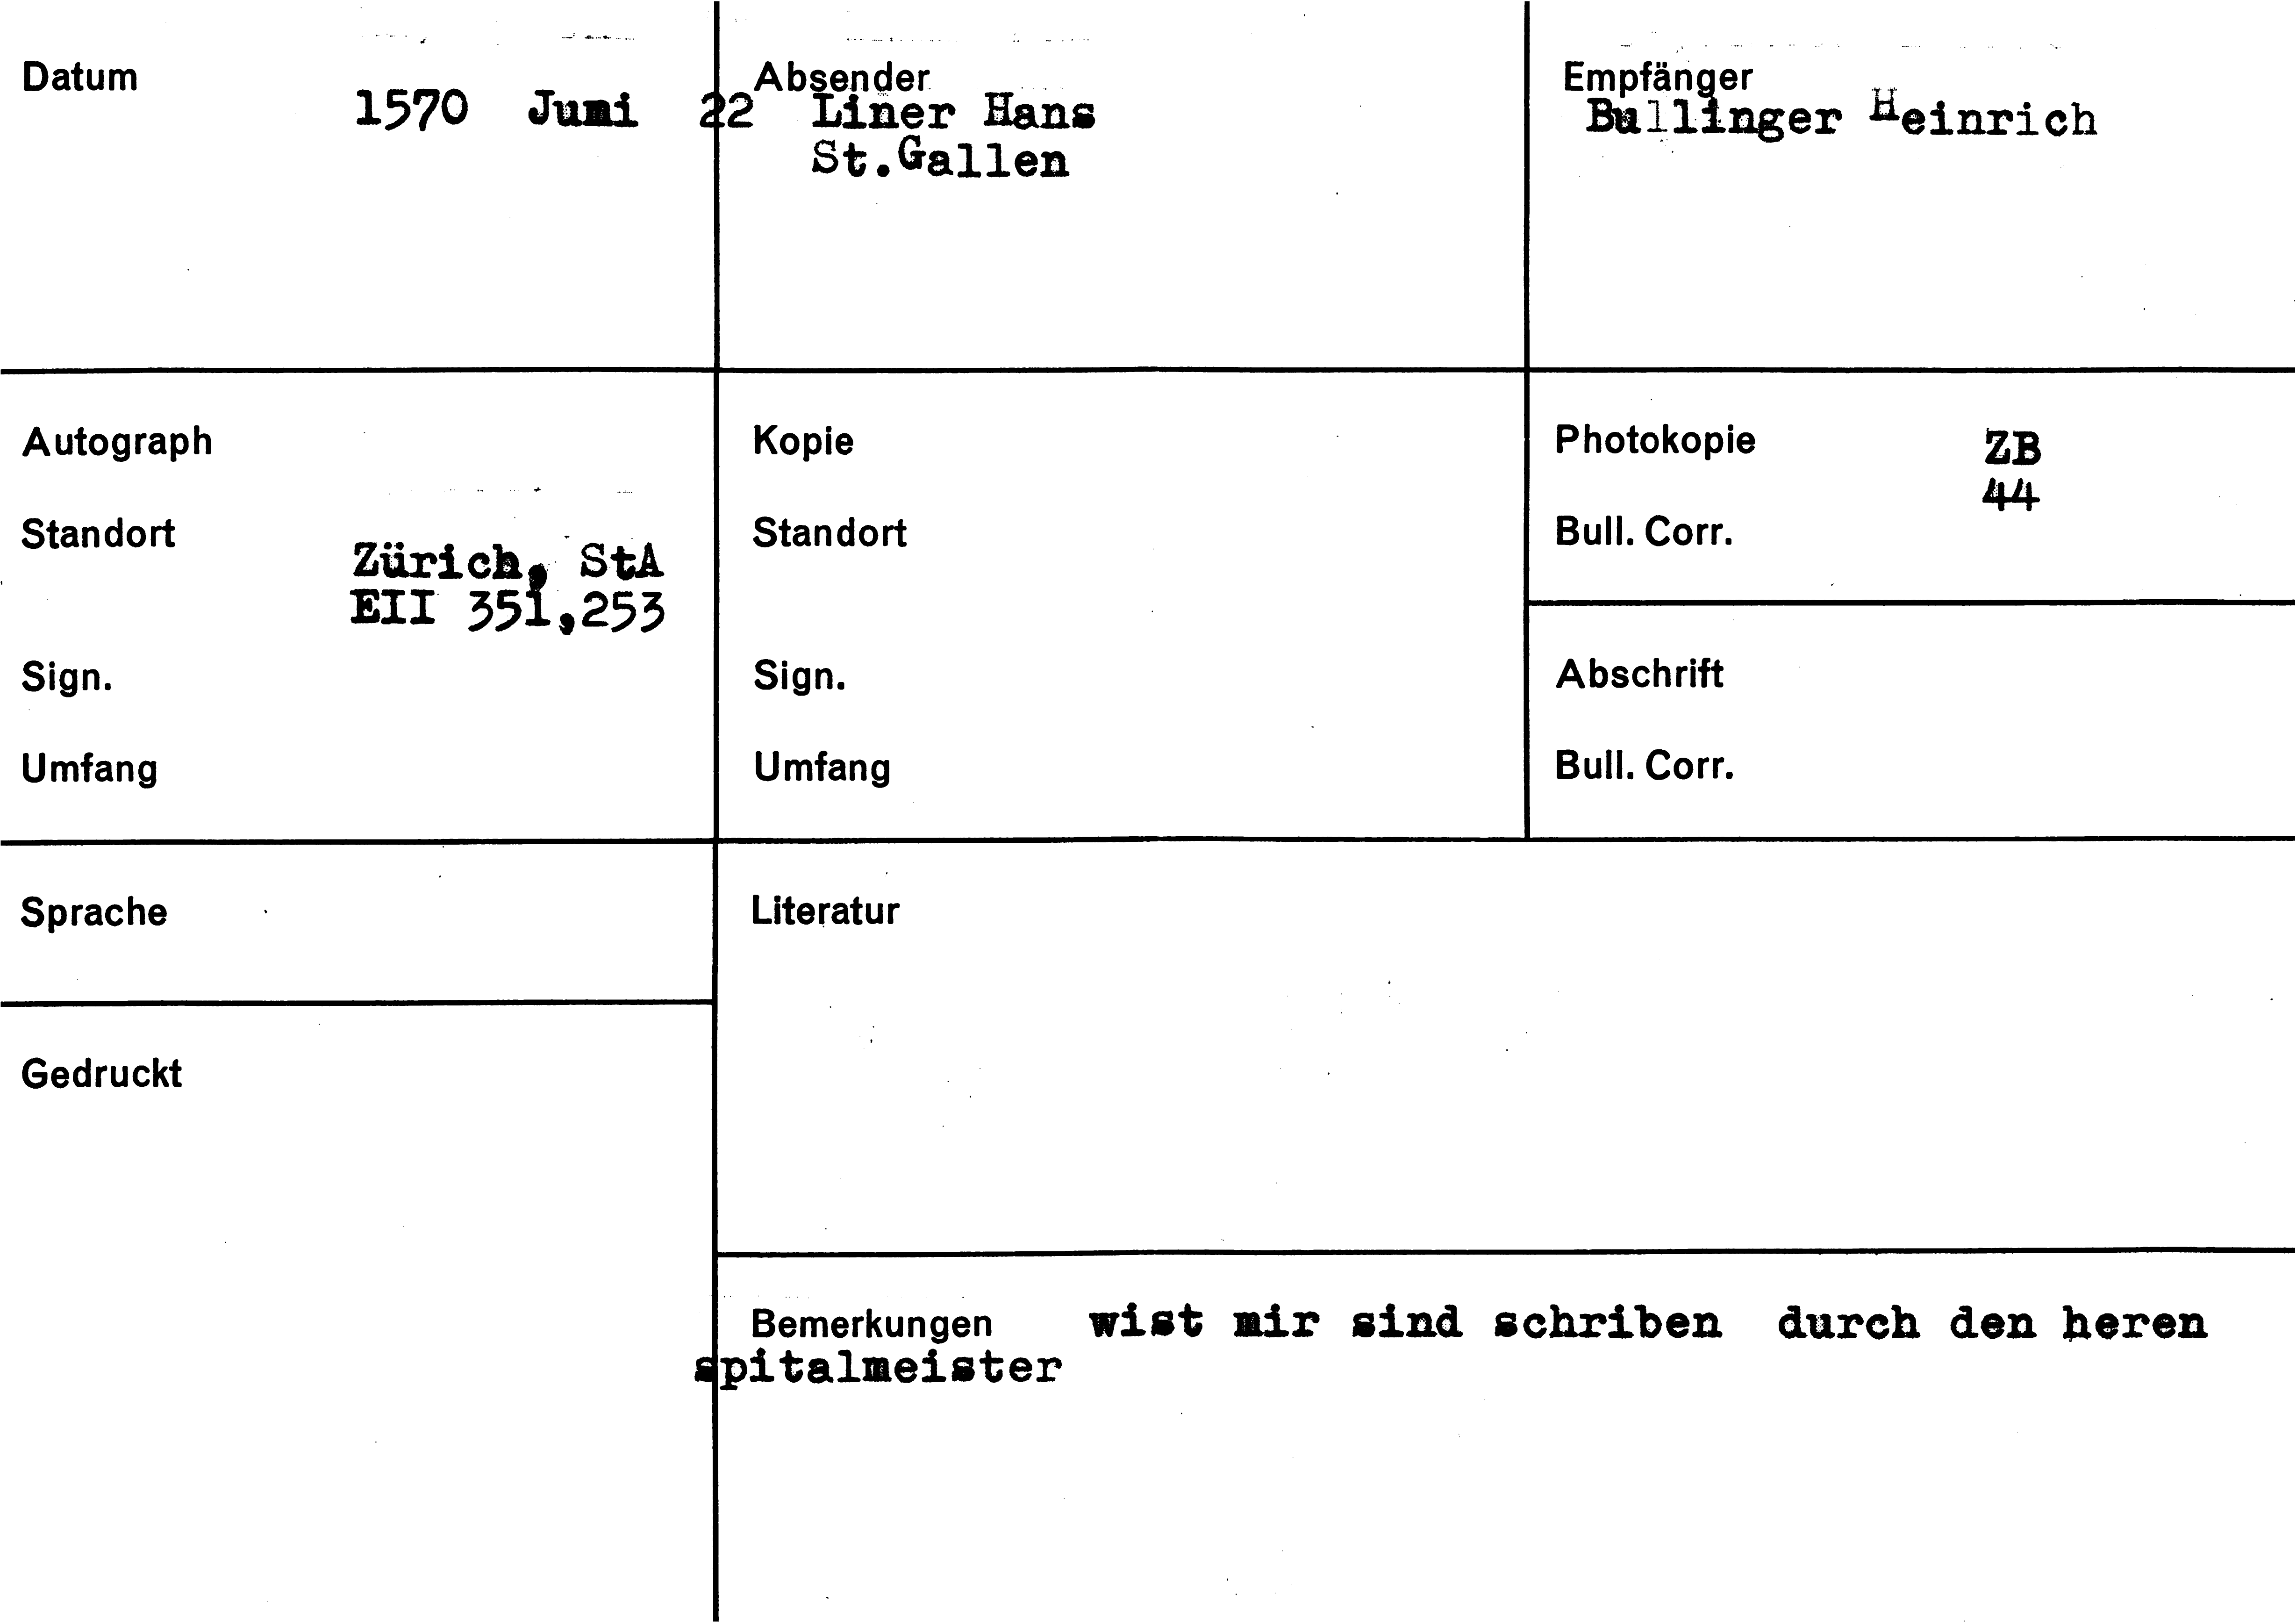 Datum
1570 Juni 22
Absender
Liner Hans
St.Gallen
Empfänger
Bullinger Heinrich
Autograph
Standort
Zürich, StA
EII 351,253
Sign.
Umfang
Kopie
Standort
Sign.
Umfang
Photokopie ZB
44
Bull. Corr.
Abschrift
Bull. Corr.
Sprache
Literatur
Gedruckt
Bemerkungen wist mir sind schriben durch den heren
spitalmeister